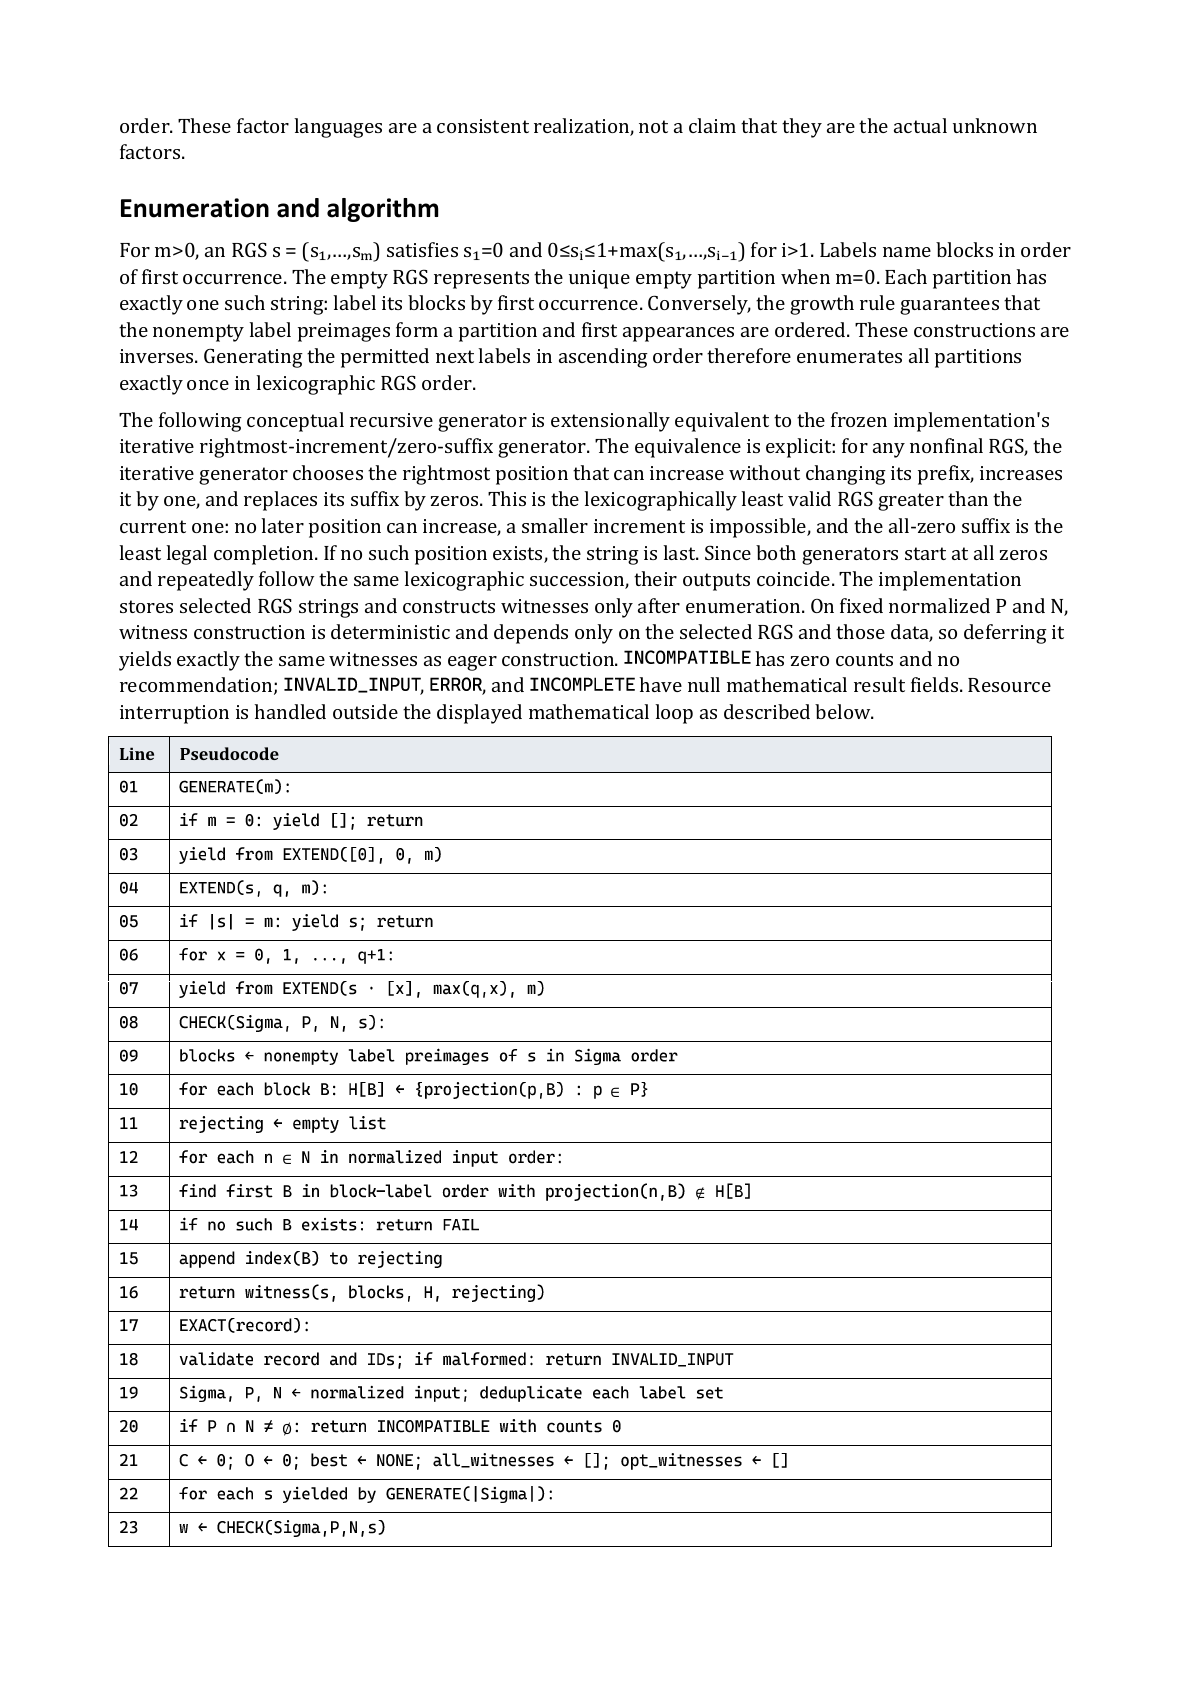 order. These factor languages are a consistent realization, not a claim that they are the actual unknown
factors.
Enumeration and algorithm
For m>0, an RGS s = (s₁,…,sₘ) satisfies s₁=0 and 0≤sᵢ≤1+max(s₁,…,sᵢ₋₁) for i>1. Labels name blocks in order
of first occurrence. The empty RGS represents the unique empty partition when m=0. Each partition has
exactly one such string: label its blocks by first occurrence. Conversely, the growth rule guarantees that
the nonempty label preimages form a partition and first appearances are ordered. These constructions are
inverses. Generating the permitted next labels in ascending order therefore enumerates all partitions
exactly once in lexicographic RGS order.
The following conceptual recursive generator is extensionally equivalent to the frozen implementation's
iterative rightmost-increment/zero-suffix generator. The equivalence is explicit: for any nonfinal RGS, the
iterative generator chooses the rightmost position that can increase without changing its prefix, increases
it by one, and replaces its suffix by zeros. This is the lexicographically least valid RGS greater than the
current one: no later position can increase, a smaller increment is impossible, and the all-zero suffix is the
least legal completion. If no such position exists, the string is last. Since both generators start at all zeros
and repeatedly follow the same lexicographic succession, their outputs coincide. The implementation
stores selected RGS strings and constructs witnesses only after enumeration. On fixed normalized P and N,
witness construction is deterministic and depends only on the selected RGS and those data, so deferring it
yields exactly the same witnesses as eager construction. INCOMPATIBLE has zero counts and no
recommendation; INVALID_INPUT, ERROR, and INCOMPLETE have null mathematical result fields. Resource
interruption is handled outside the displayed mathematical loop as described below.
Line Pseudocode
01 GENERATE(m):
02 if m = 0: yield []; return
03 yield from EXTEND([0], 0, m)
04 EXTEND(s, q, m):
05 if |s| = m: yield s; return
06 for x = 0, 1, ..., q+1:
07 yield from EXTEND(s · [x], max(q,x), m)
08 CHECK(Sigma, P, N, s):
09 blocks ← nonempty label preimages of s in Sigma order
10 for each block B: H[B] ← {projection(p,B) : p ∈ P}
11 rejecting ← empty list
12 for each n ∈ N in normalized input order:
13 find first B in block-label order with projection(n,B) ∉ H[B]
14 if no such B exists: return FAIL
15 append index(B) to rejecting
16 return witness(s, blocks, H, rejecting)
17 EXACT(record):
18 validate record and IDs; if malformed: return INVALID_INPUT
19 Sigma, P, N ← normalized input; deduplicate each label set
20 if P ∩ N ≠ ∅: return INCOMPATIBLE with counts 0
21 C ← 0; O ← 0; best ← NONE; all_witnesses ← []; opt_witnesses ← []
22 for each s yielded by GENERATE(|Sigma|):
23 w ← CHECK(Sigma,P,N,s)